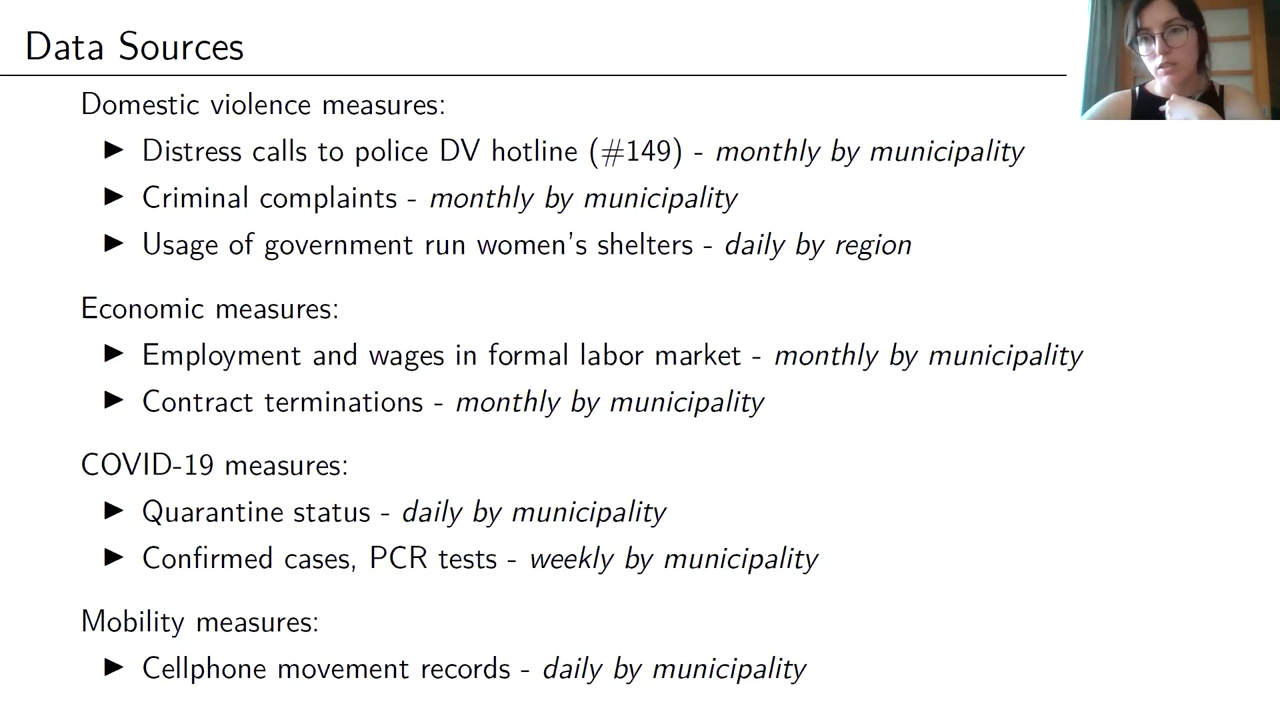 Data Sources
Domestic violence measures:
▶ Distress calls to police DV hotline (#149) - monthly by municipality
▶ Criminal complaints - monthly by municipality
▶ Usage of government run women's shelters - daily by region
Economic measures:
▶ Employment and wages in formal labor market - monthly by municipality
▶ Contract terminations - monthly by municipality
COVID-19 measures:
▶ Quarantine status - daily by municipality
▶ Confirmed cases, PCR tests - weekly by municipality
Mobility measures:
▶ Cellphone movement records - daily by municipality